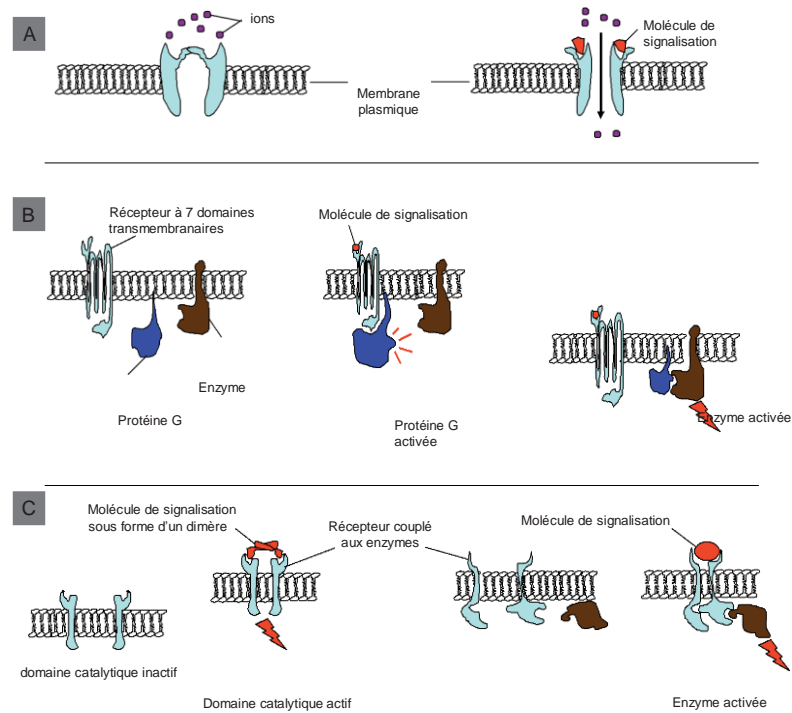 A
ions
Molécule de
signalisation
Membrane
plasmique
B
Récepteur à 7 domaines
transmembranaires
Molécule de signalisation
Enzyme
Protéine G
Protéine G
activée
Enzyme activée
C
Molécule de signalisation
sous forme d'un dimère
Récepteur couplé
aux enzymes
Molécule de signalisation
domaine catalytique inactif
Domaine catalytique actif
Enzyme activée